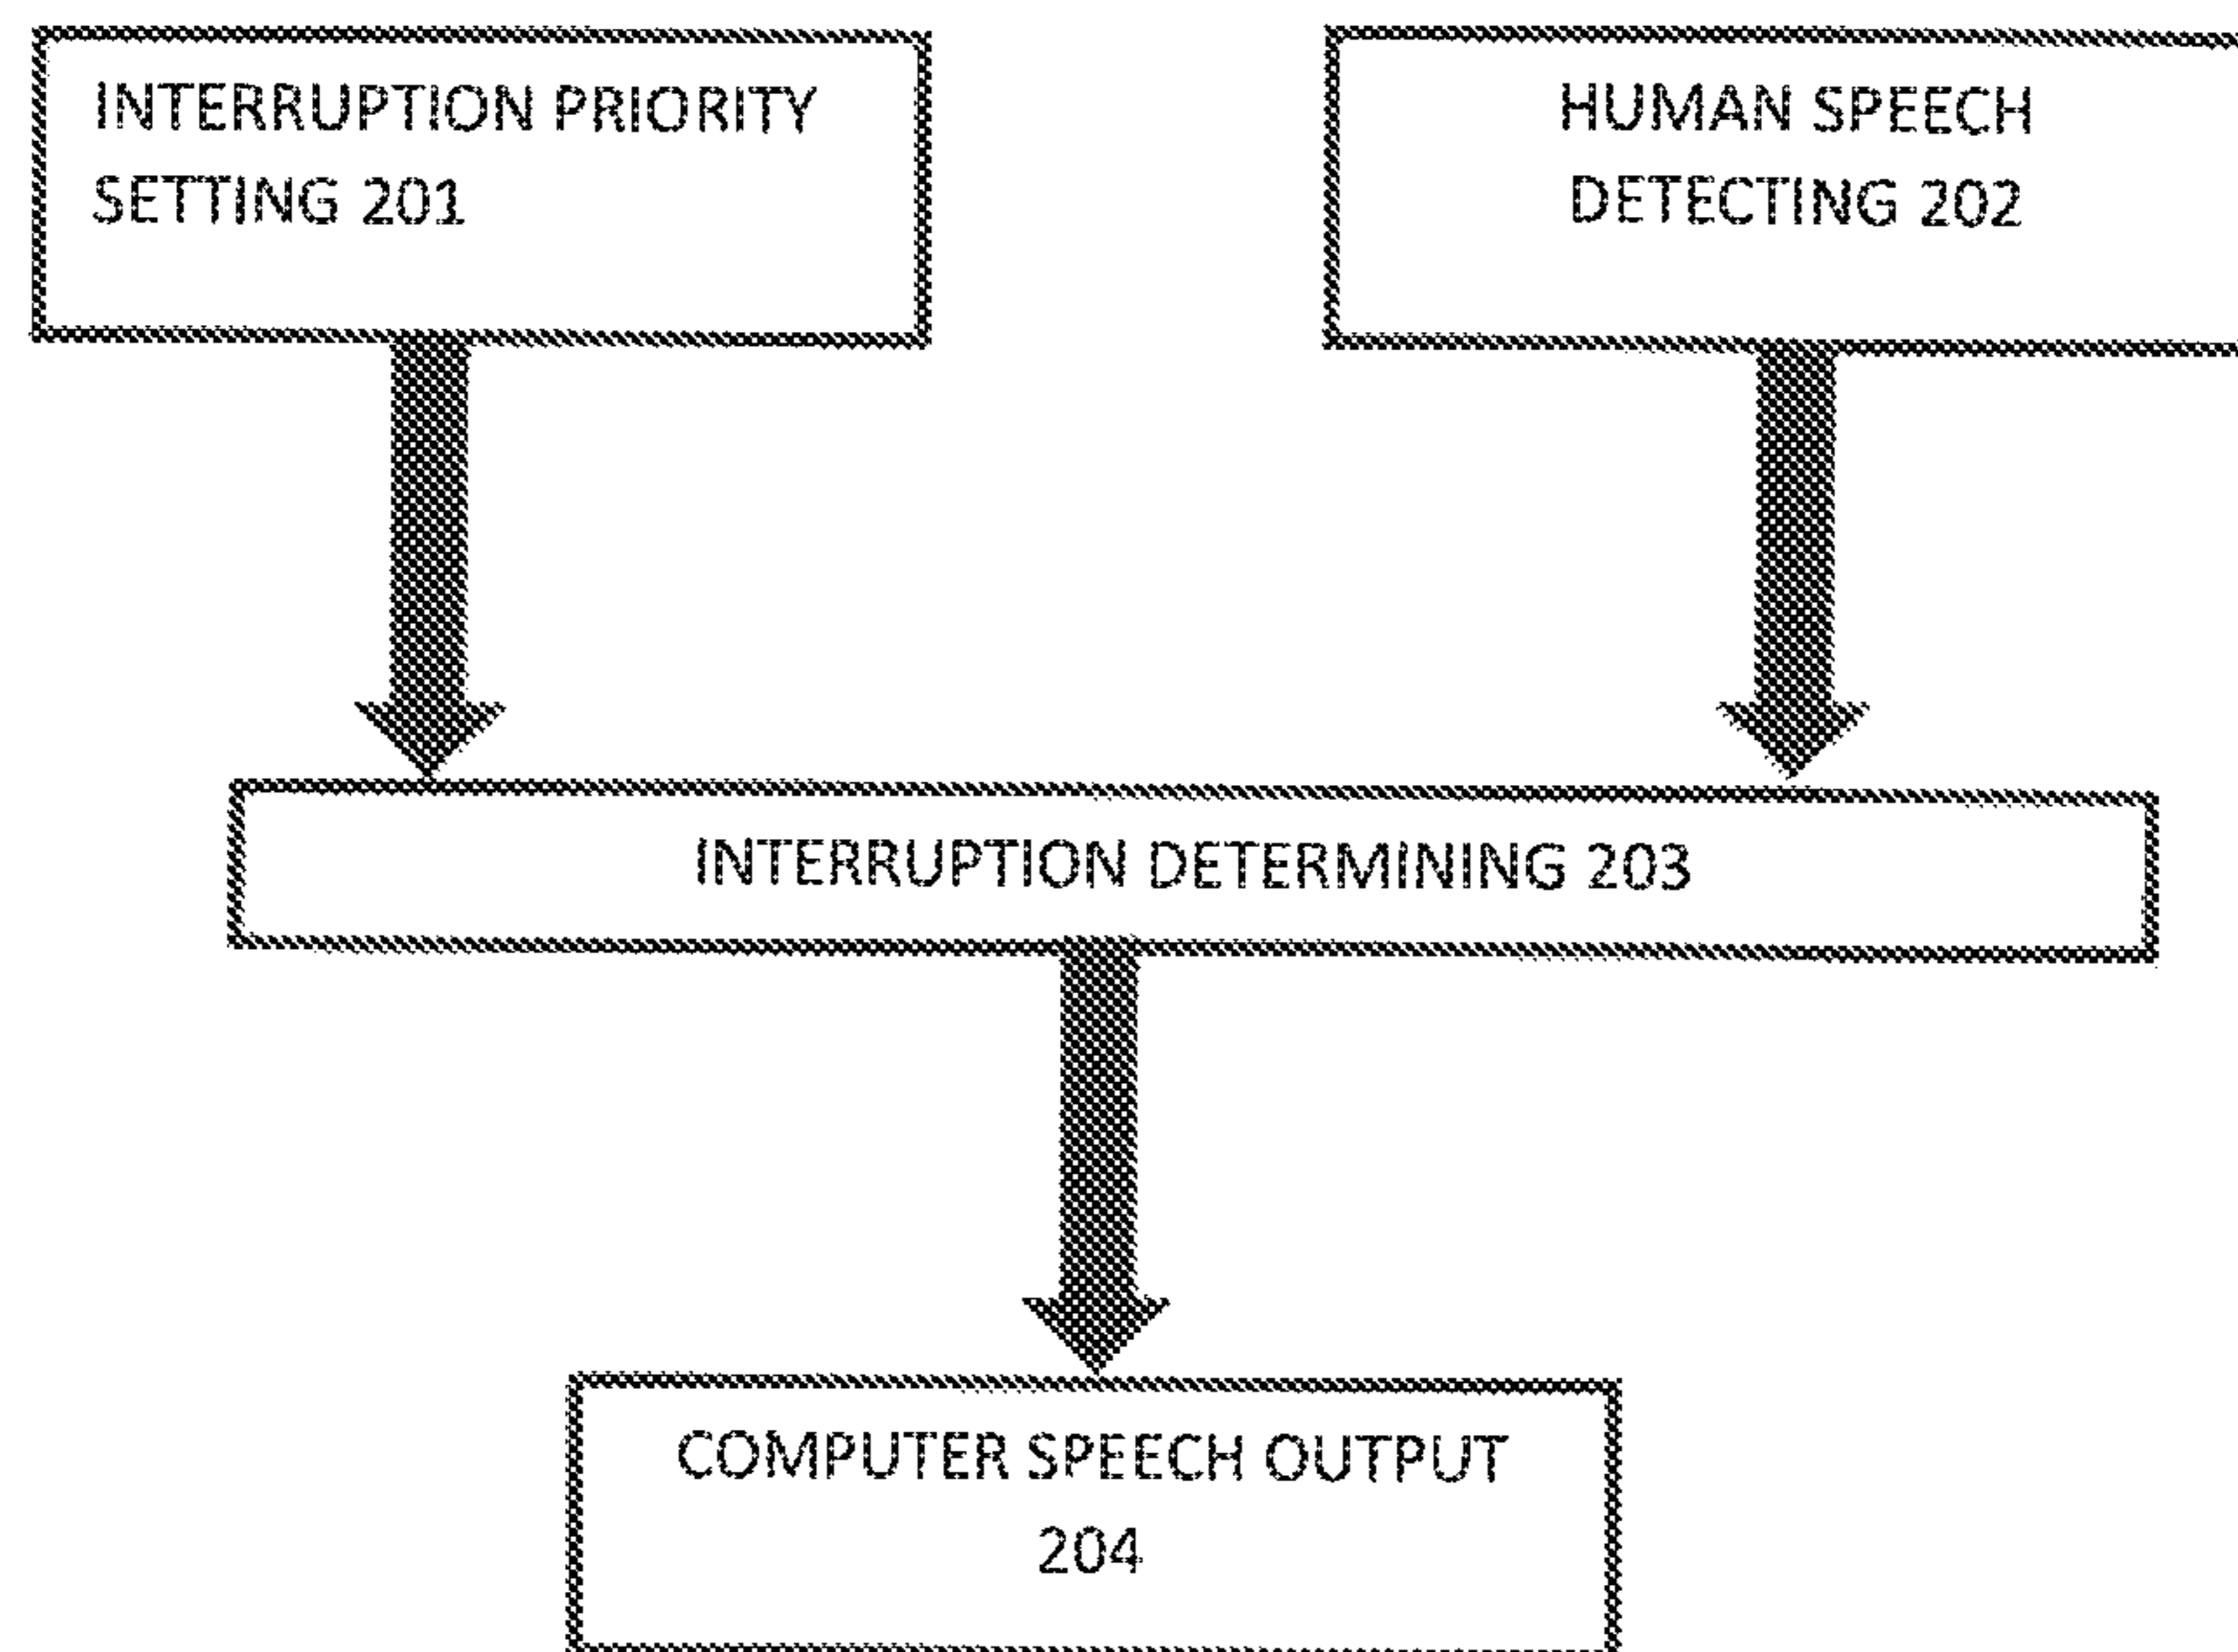 INTERRUPTION PRIORITY
SETTING 201
HUMAN SPEECH
DETECTING 202
INTERRUPTION DETERMINING 203
COMPUTER SPEECH OUTPUT
204